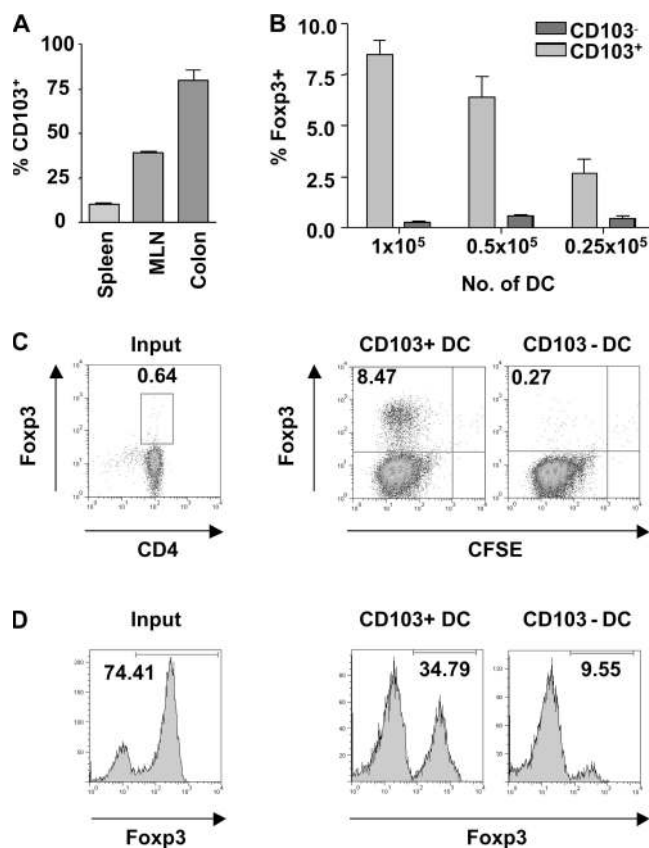 A
% CD103⁺
100
75
50
25
0
Spleen
MLN
Colon
B
CD103⁻
CD103⁺
% Foxp3+
10.0
7.5
5.0
2.5
0.0
1x10⁵
0.5x10⁵
0.25x10⁵
No. of DC
C
Input
0.64
Foxp3
CD4
CD103+ DC
CD103 - DC
8.47
0.27
Foxp3
CFSE
D
Input
74.41
Foxp3
CD103+ DC
CD103 - DC
34.79
9.55
Foxp3